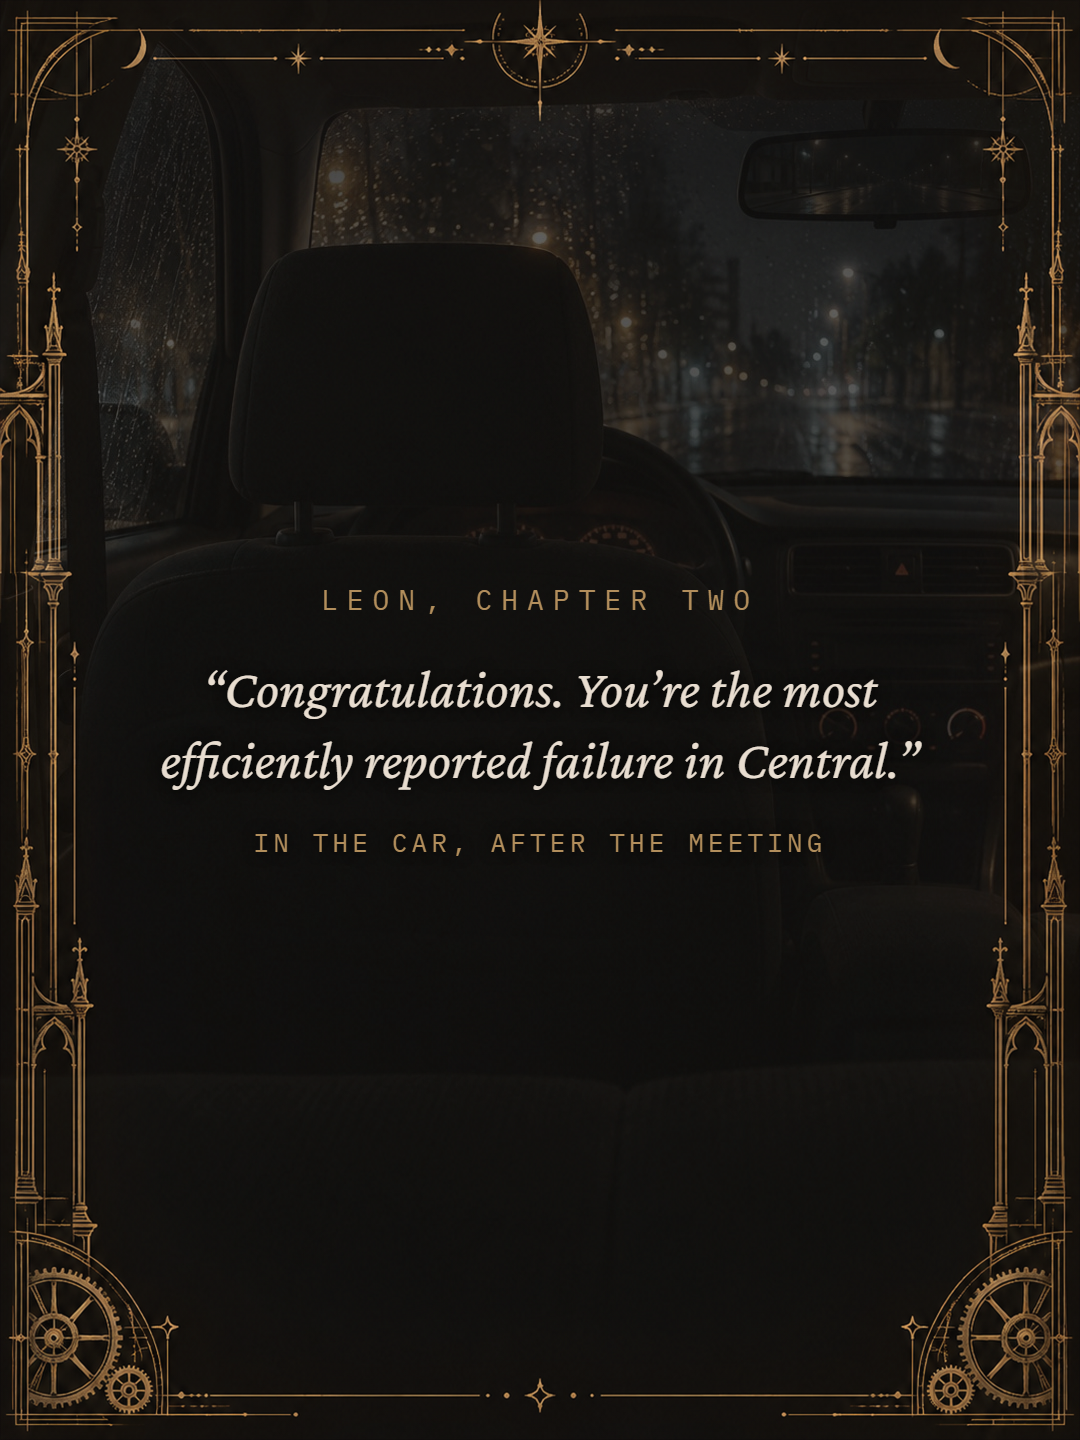 LEON, CHAPTER TWO
“Congratulations. You’re the most
efficiently reported failure in Central.”
IN THE CAR, AFTER THE MEETING